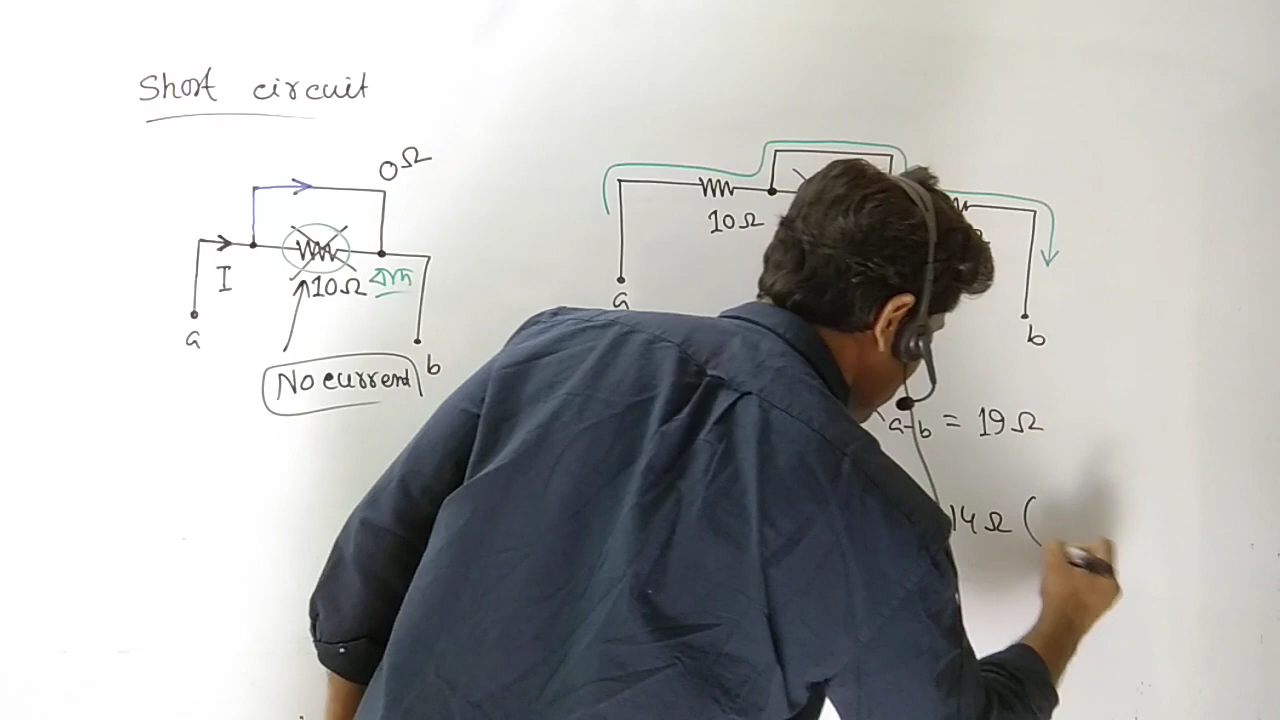 Short circuit
0Ω
I
10Ω বাদ
a
b
No current
10Ω
a
b
a-b = 19Ω
14Ω (